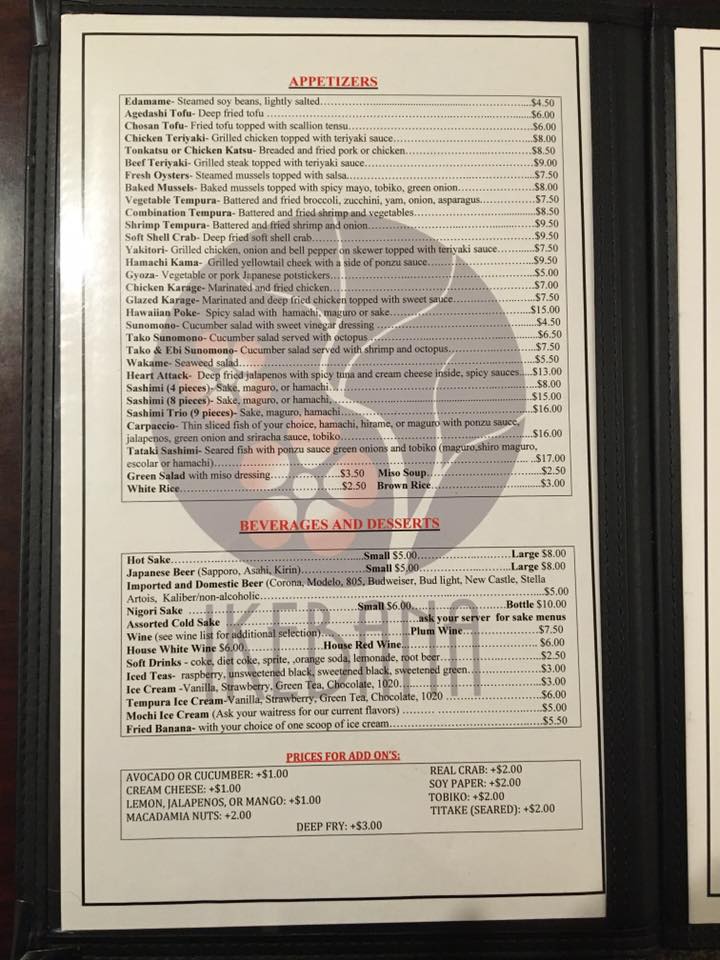 APPETIZERS
Edamame- Steamed soy beans, lightly salted.......$4.50
Agedashi Tofu- Deep fried tofu.......$6.00
Chosan Tofu- Fried tofu topped with scallion tensu.......$6.00
Chicken Teriyaki- Grilled chicken topped with teriyaki sauce.......$8.00
Tonkatsu or Chicken Katsu- Breaded and fried pork or chicken.......$8.50
Beef Teriyaki- Grilled steak topped with teriyaki sauce.......$9.00
Fresh Oysters- Steamed mussels topped with salsa.......$7.50
Baked Mussels- Baked mussels topped with spicy mayo, tobiko, green onion.......$8.00
Vegetable Tempura- Battered and fried broccoli, zucchini, yam, onion, asparagus.......$7.50
Combination Tempura- Battered and fried shrimp and vegetables.......$8.50
Shrimp Tempura- Battered and fried shrimp and onion.......$9.50
Soft Shell Crab- Deep fried soft shell crab.......$9.50
Yakitori- Grilled chicken, onion and bell pepper on skewer topped with teriyaki sauce.......$7.50
Hamachi Kama- Grilled yellowtail cheek with a side of ponzu sauce.......$9.50
Gyoza- Vegetable or pork Japanese potstickers.......$5.00
Chicken Karage- Marinated and fried chicken.......$7.00
Glazed Karage- Marinated and deep fried chicken topped with sweet sauce.......$7.50
Hawaiian Poke- Spicy salad with hamachi, maguro or sake.......$15.00
Sunomono- Cucumber salad with sweet vinegar dressing.......$4.50
Tako Sunomono- Cucumber salad served with octopus.......$6.50
Tako & Ebi Sunomono- Cucumber salad served with shrimp and octopus.......$7.50
Wakame- Seaweed salad.......$5.50
Heart Attack- Deep fried jalapenos with spicy tuna and cream cheese inside, spicy sauces.....$13.00
Sashimi (4 pieces)- Sake, maguro, or hamachi.......$8.00
Sashimi (8 pieces)- Sake, maguro, or hamachi.......$15.00
Sashimi Trio (9 pieces)- Sake, maguro, hamachi.......$16.00
Carpaccio- Thin sliced fish of your choice, hamachi, hirame, or maguro with ponzu sauce,
jalapenos, green onion and sriracha sauce, tobiko.......$16.00
Tataki Sashimi- Seared fish with ponzu sauce green onions and tobiko (maguro,shiro maguro,
escolar or hamachi).......$17.00
Green Salad with miso dressing.......$3.50 Miso Soup.......$2.50
White Rice.......$2.50 Brown Rice.......$3.00
BEVERAGES AND DESSERTS
Hot Sake.......Small $5.00.......Large $8.00
Japanese Beer (Sapporo, Asahi, Kirin).......Small $5.00.......Large $8.00
Imported and Domestic Beer (Corona, Modelo, 805, Budweiser, Bud light, New Castle, Stella
Artois, Kaliber/non-alcoholic.......$5.00
Nigori Sake.......Small $6.00.......Bottle $10.00
Assorted Cold Sake.......ask your server for sake menus
Wine (see wine list for additional selection).......Plum Wine.......$7.50
House White Wine $6.00.......House Red Wine.......$6.00
Soft Drinks - coke, diet coke, sprite, ,orange soda, lemonade, root beer.......$2.50
Iced Teas- raspberry, unsweetened black, sweetened black, sweetened green.......$3.00
Ice Cream -Vanilla, Strawberry, Green Tea, Chocolate, 1020.......$3.00
Tempura Ice Cream-Vanilla, Strawberry, Green Tea, Chocolate, 1020.......$6.00
Mochi Ice Cream (Ask your waitress for our current flavors).......$5.00
Fried Banana- with your choice of one scoop of ice cream.......$5.50
IKEBANA
PRICES FOR ADD ON'S:
AVOCADO OR CUCUMBER: +$1.00 REAL CRAB: +$2.00
CREAM CHEESE: +$1.00 SOY PAPER: +$2.00
LEMON, JALAPENOS, OR MANGO: +$1.00 TOBIKO: +$2.00
MACADAMIA NUTS: +2.00 TITAKE (SEARED): +$2.00
DEEP FRY: +$3.00